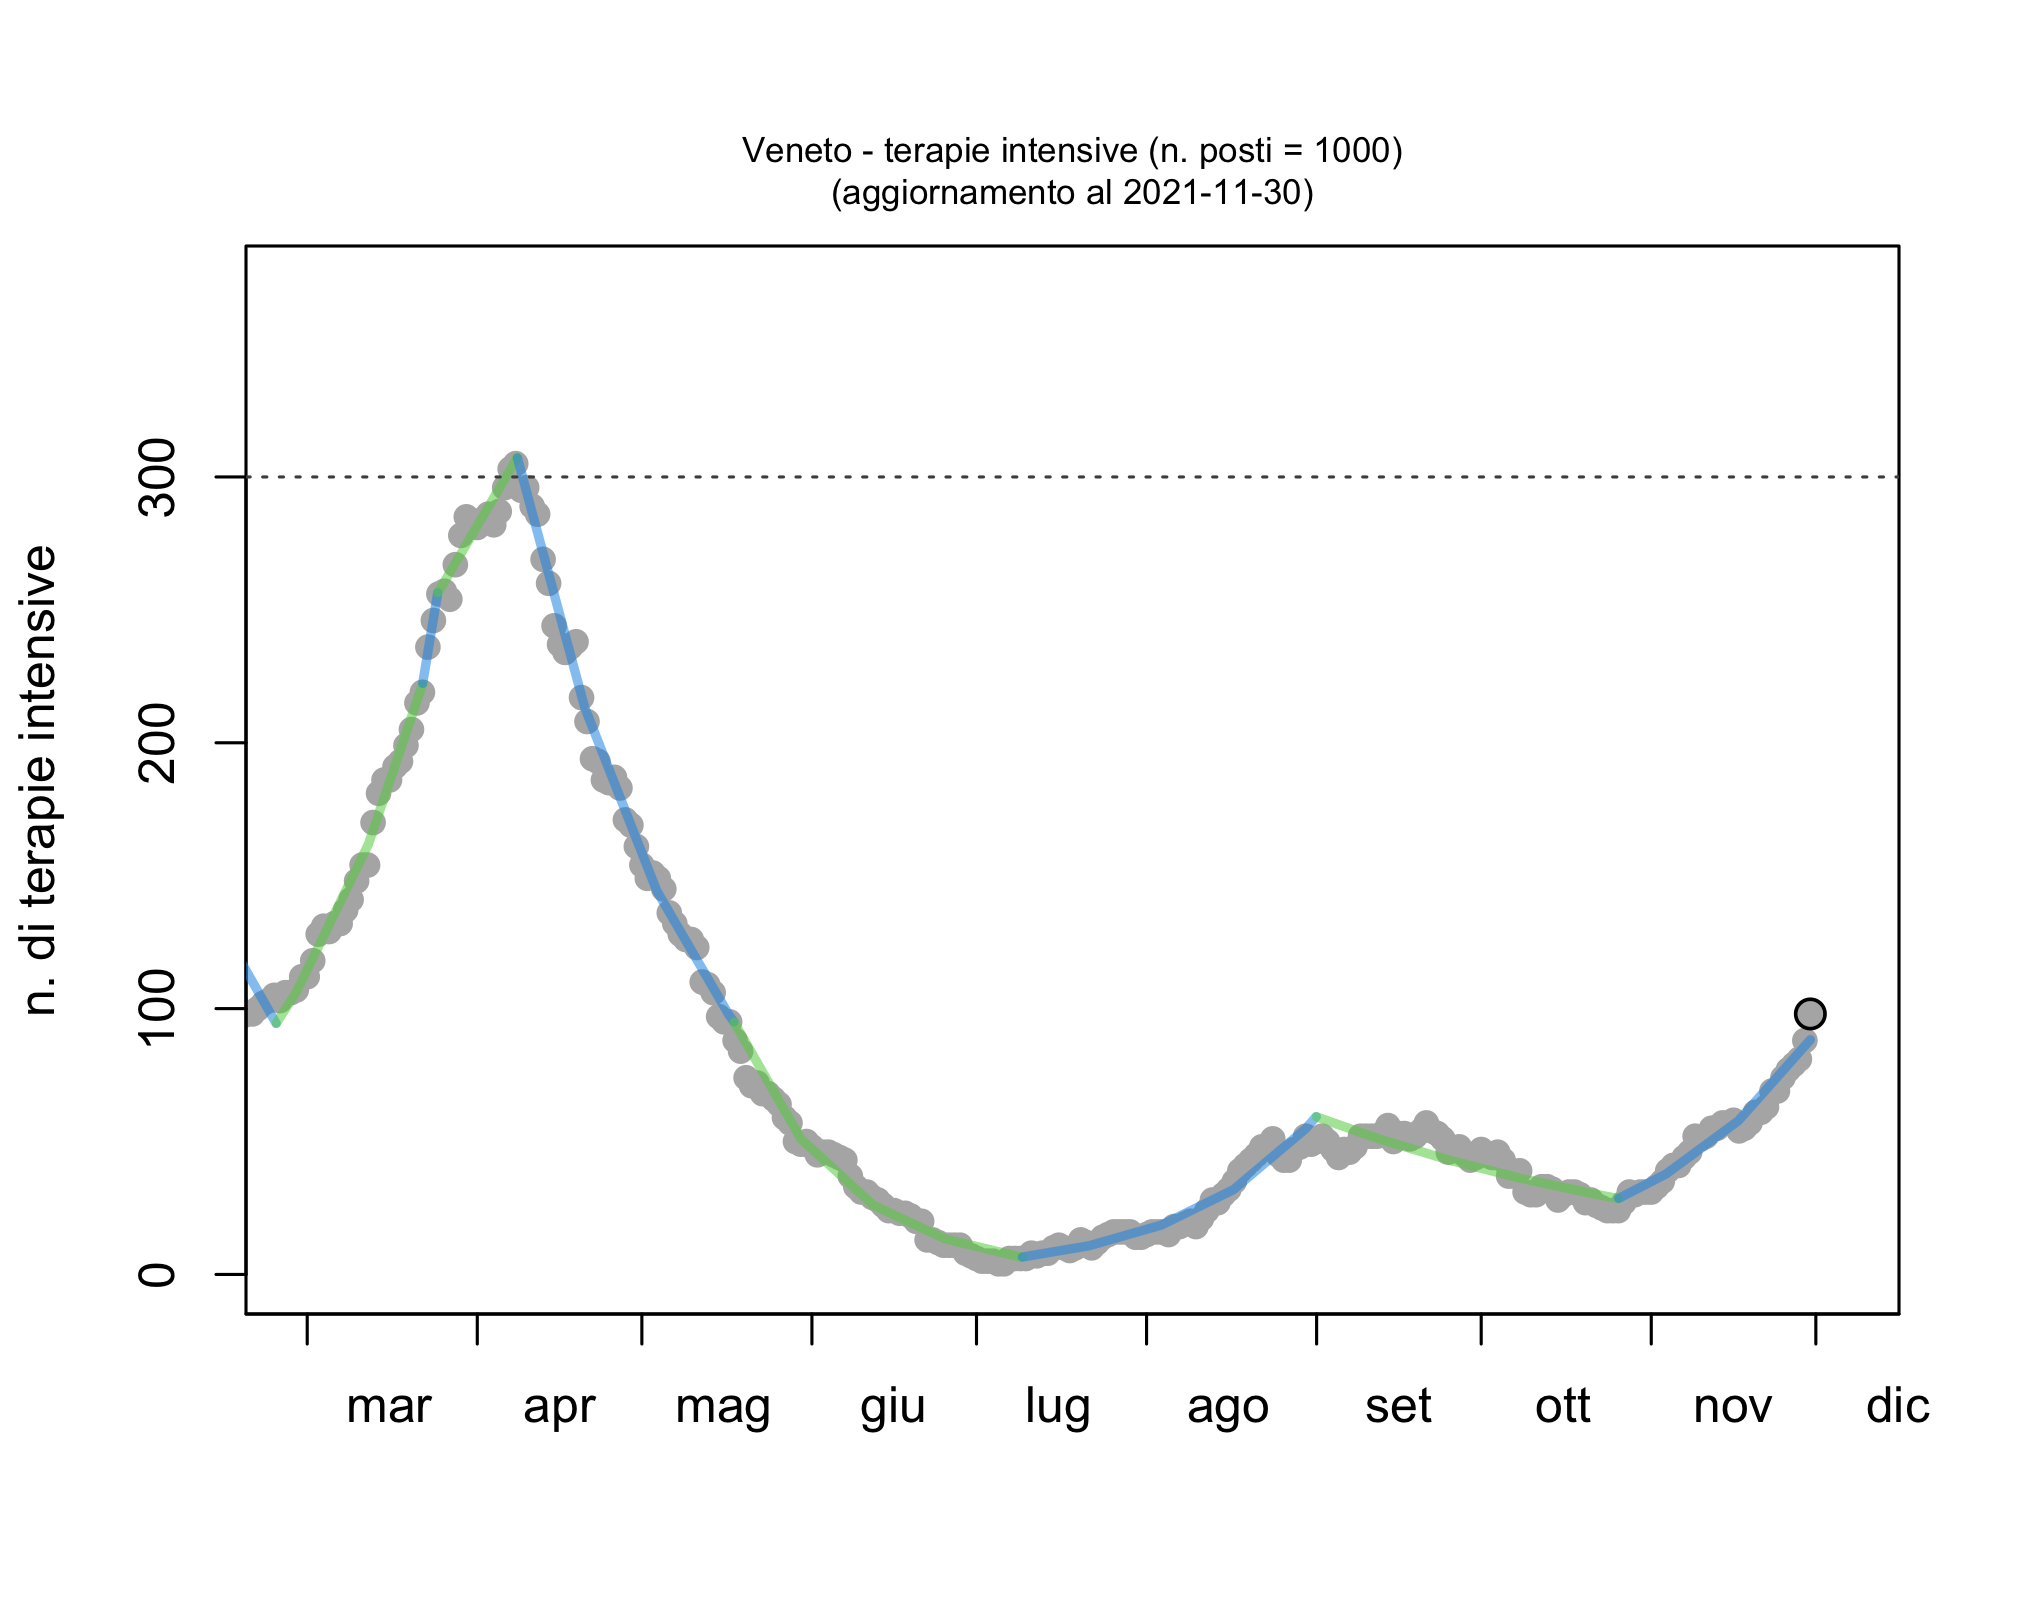 Veneto - terapie intensive (n. posti = 1000)
(aggiornamento al 2021-11-30)
n. di terapie intensive
300
200
100
0
mar apr mag giu lug ago set ott nov dic